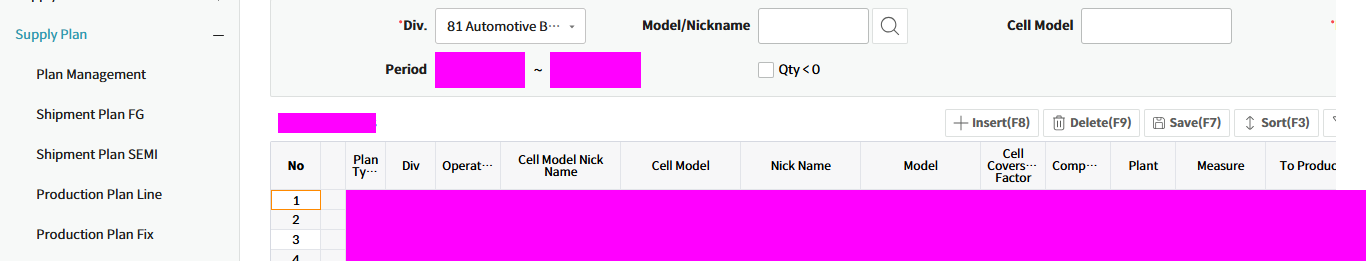 Supply Plan
Plan Management
Shipment Plan FG
Shipment Plan SEMI
Production Plan Line
Production Plan Fix
*Div. 81 Automotive B··· Model/Nickname Cell Model *
Period ~ Qty < 0
Insert(F8) Delete(F9) Save(F7) Sort(F3)
No Plan Ty··· Div Operat··· Cell Model Nick Name Cell Model Nick Name Model Cell Covers··· Factor Comp··· Plant Measure To Produc
1
2
3
4